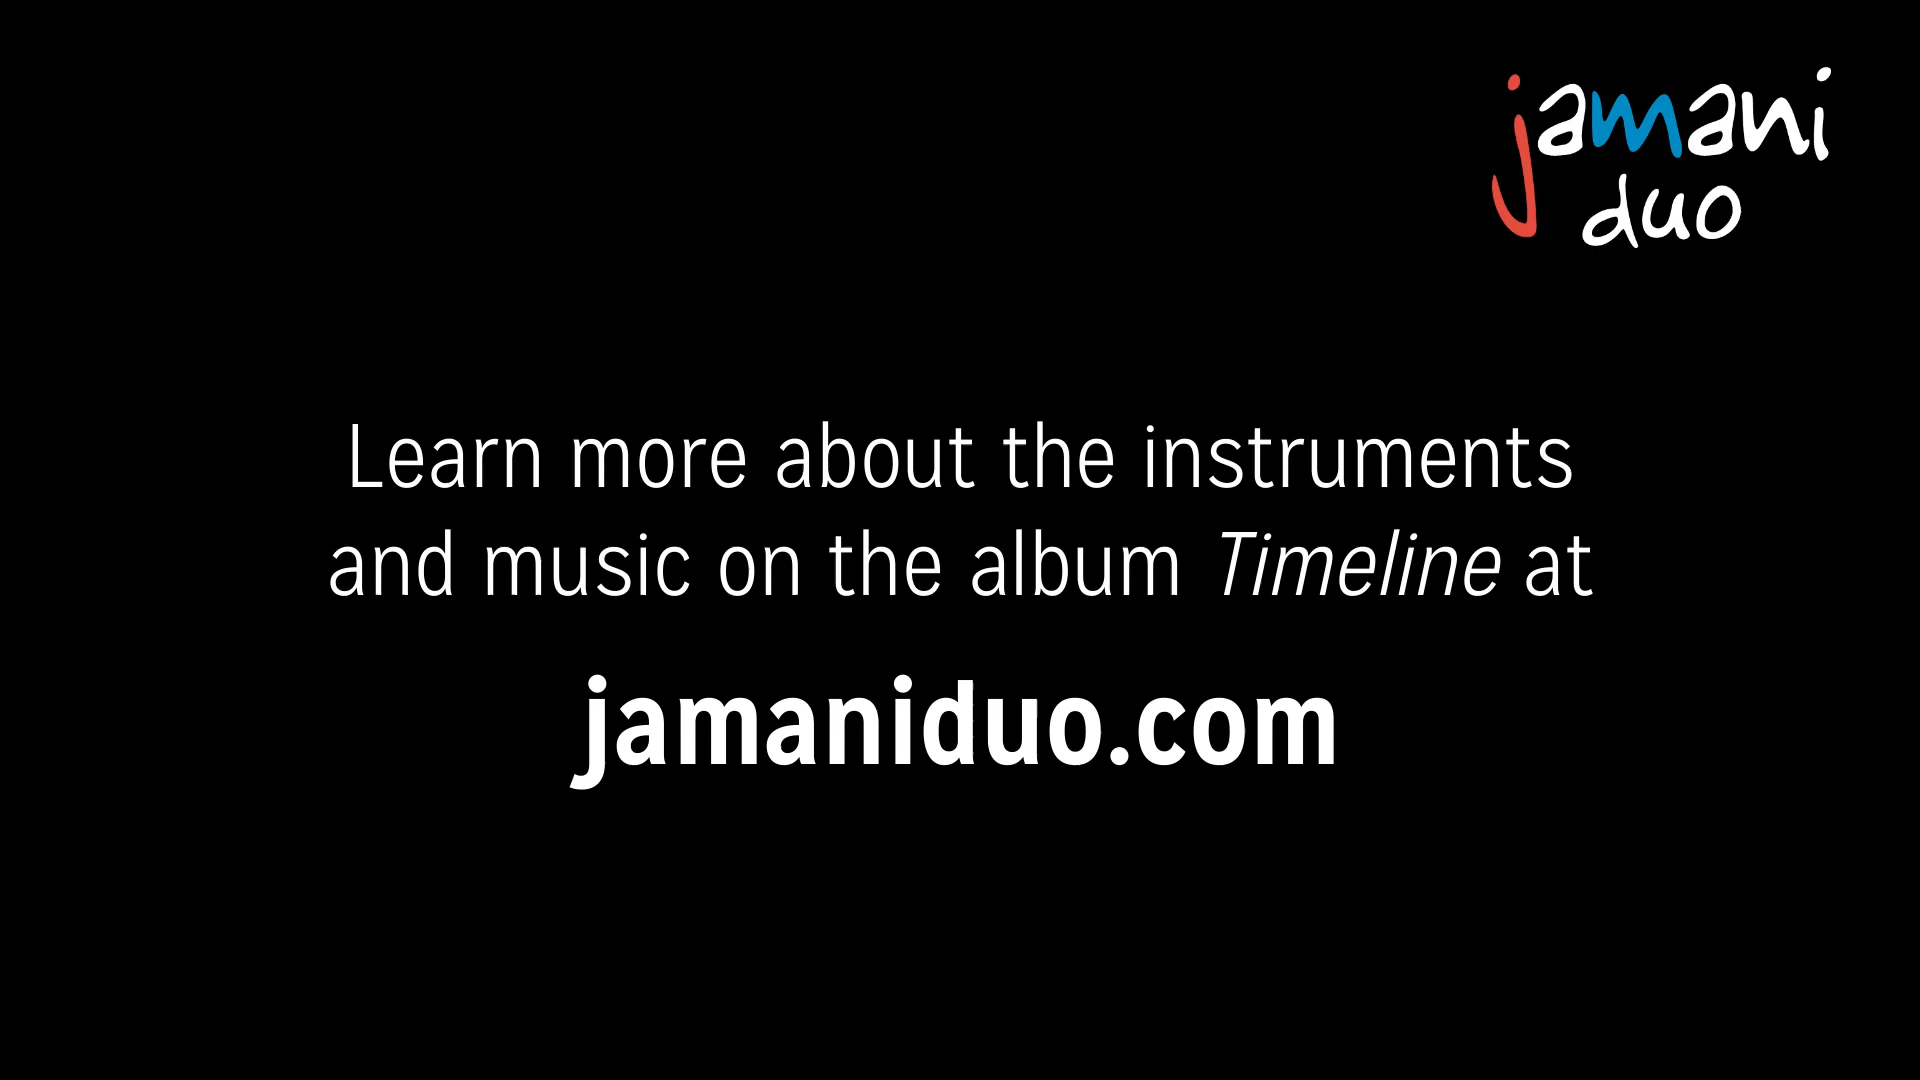 jamani
duo
Learn more about the instruments
and music on the album Timeline at
jamaniduo.com